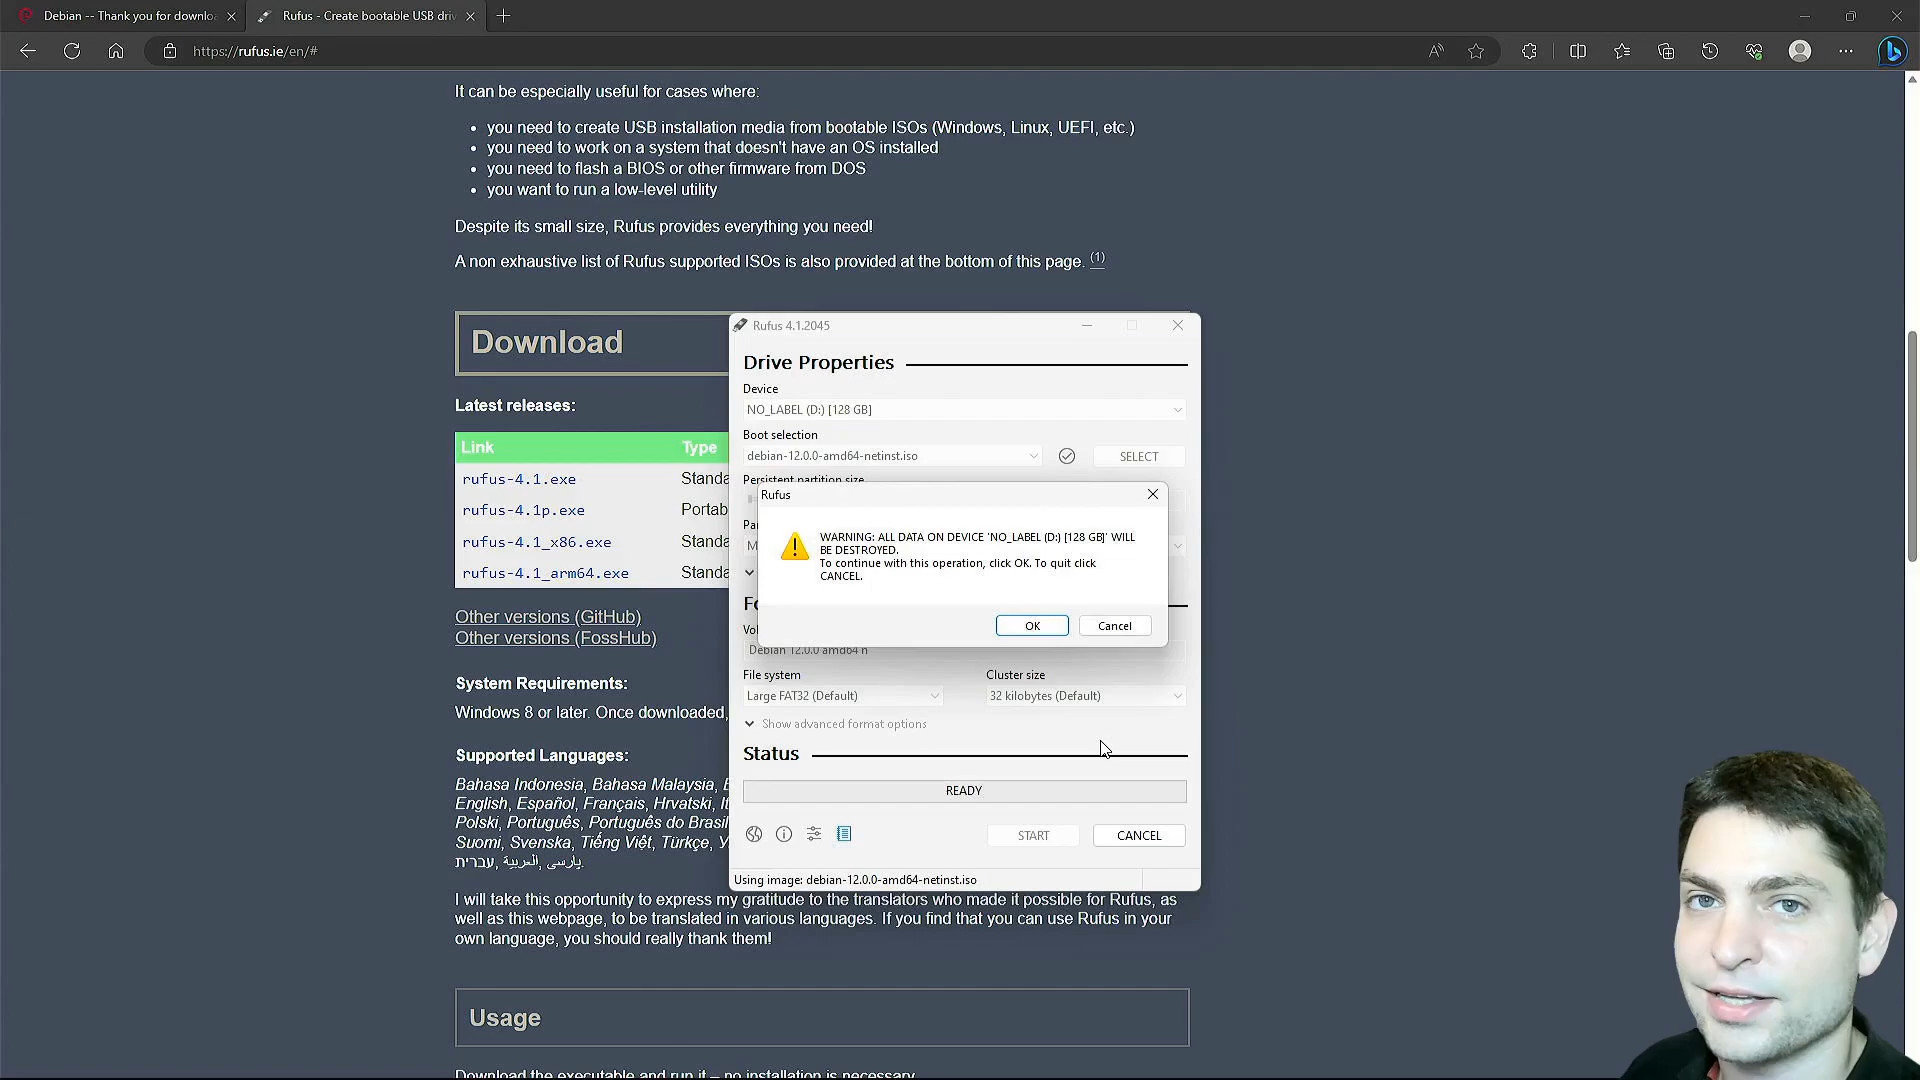 Debian -- Thank you for downlo
Rufus - Create bootable USB driv
https://rufus.ie/en/#
It can be especially useful for cases where:
you need to create USB installation media from bootable ISOs (Windows, Linux, UEFI, etc.)
you need to work on a system that doesn't have an OS installed
you need to flash a BIOS or other firmware from DOS
you want to run a low-level utility
Despite its small size, Rufus provides everything you need!
A non exhaustive list of Rufus supported ISOs is also provided at the bottom of this page. (1)
Download
Latest releases:
Link Type
rufus-4.1.exe Standa
rufus-4.1p.exe Portab
rufus-4.1_x86.exe Standa
rufus-4.1_arm64.exe Standa
Other versions (GitHub)
Other versions (FossHub)
System Requirements:
Windows 8 or later. Once downloaded,
Supported Languages:
Bahasa Indonesia, Bahasa Malaysia, B
English, Español, Français, Hrvatski, It
Polski, Português, Português do Brasil
Suomi, Svenska, Tiếng Việt, Türkçe, У
پارسی, العربية, עברית.
I will take this opportunity to express my gratitude to the translators who made it possible for Rufus, as
well as this webpage, to be translated in various languages. If you find that you can use Rufus in your
own language, you should really thank them!
Usage
Download the executable and run it – no installation is necessary.
Rufus 4.1.2045
Drive Properties
Device
NO_LABEL (D:) [128 GB]
Boot selection
debian-12.0.0-amd64-netinst.iso
SELECT
Persistent partition size
Pa
M
Rufus
WARNING: ALL DATA ON DEVICE 'NO_LABEL (D:) [128 GB]' WILL
BE DESTROYED.
To continue with this operation, click OK. To quit click
CANCEL.
OK Cancel
Fo
Vol
Debian 12.0.0 amd64 n
File system Cluster size
Large FAT32 (Default) 32 kilobytes (Default)
Show advanced format options
Status
READY
START CANCEL
Using image: debian-12.0.0-amd64-netinst.iso